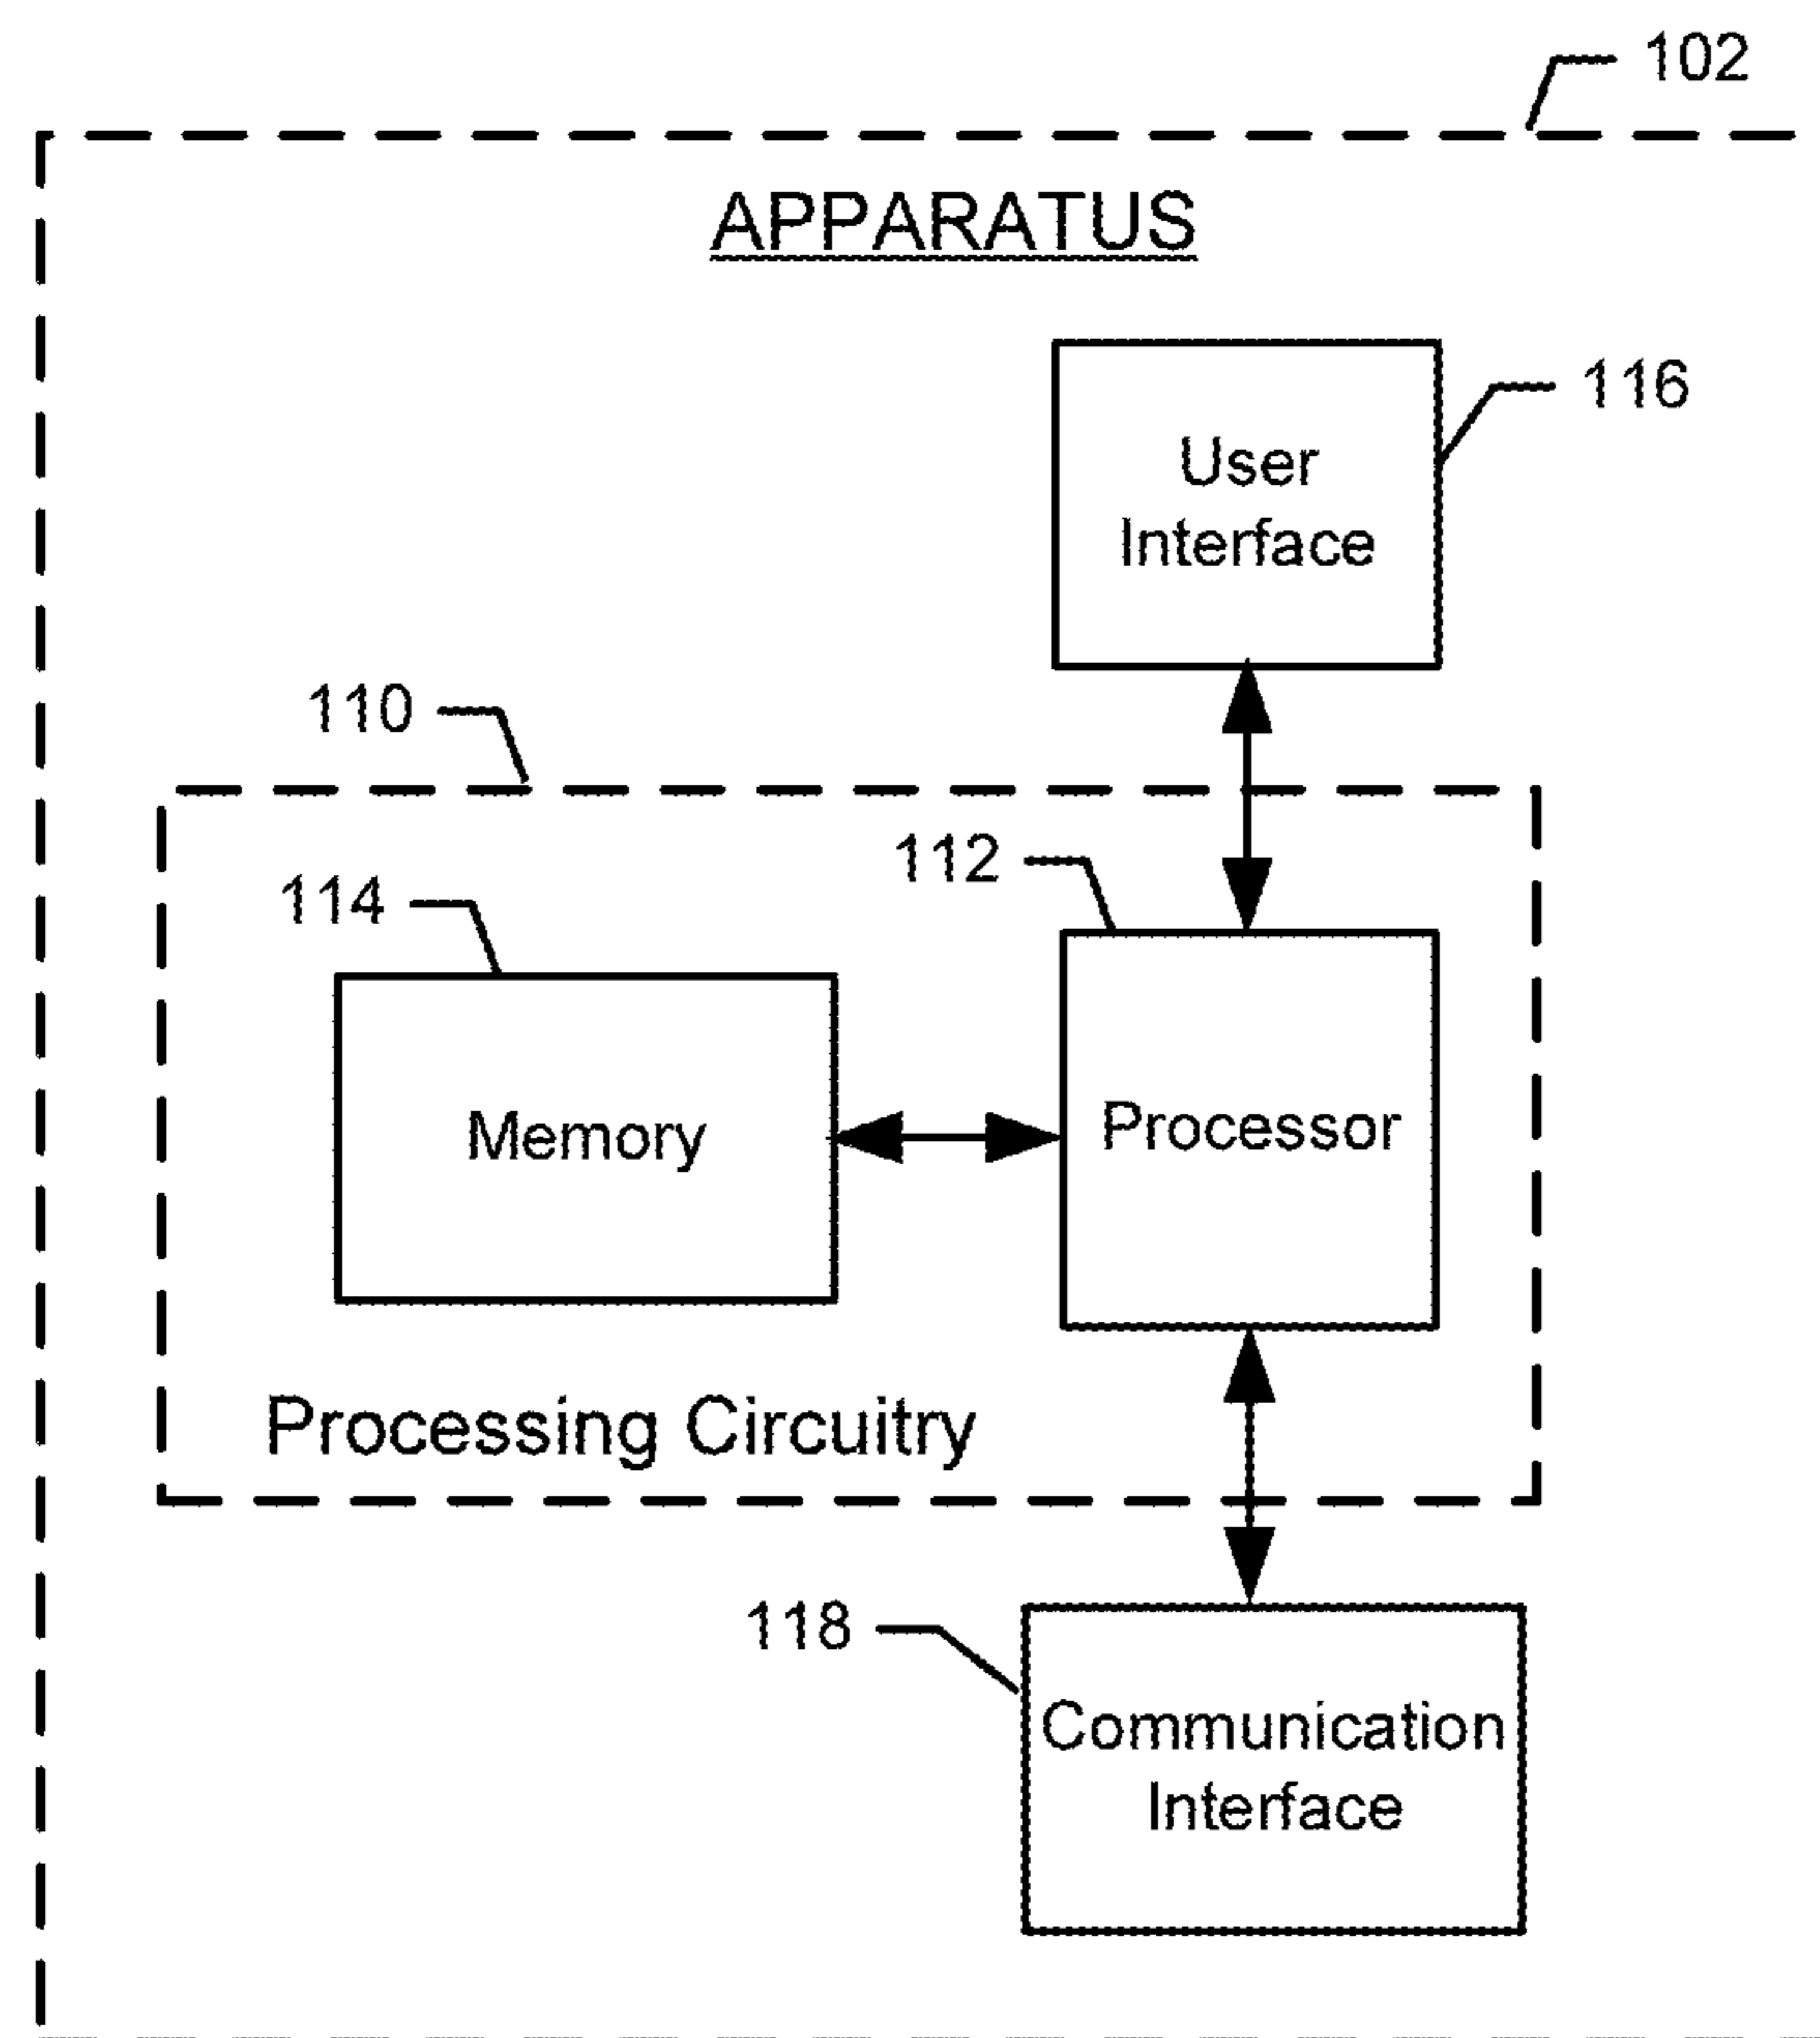 102
APPARATUS
116
User
Interface
110
112
114
Memory
Processor
Processing Circuitry
118
Communication
Interface